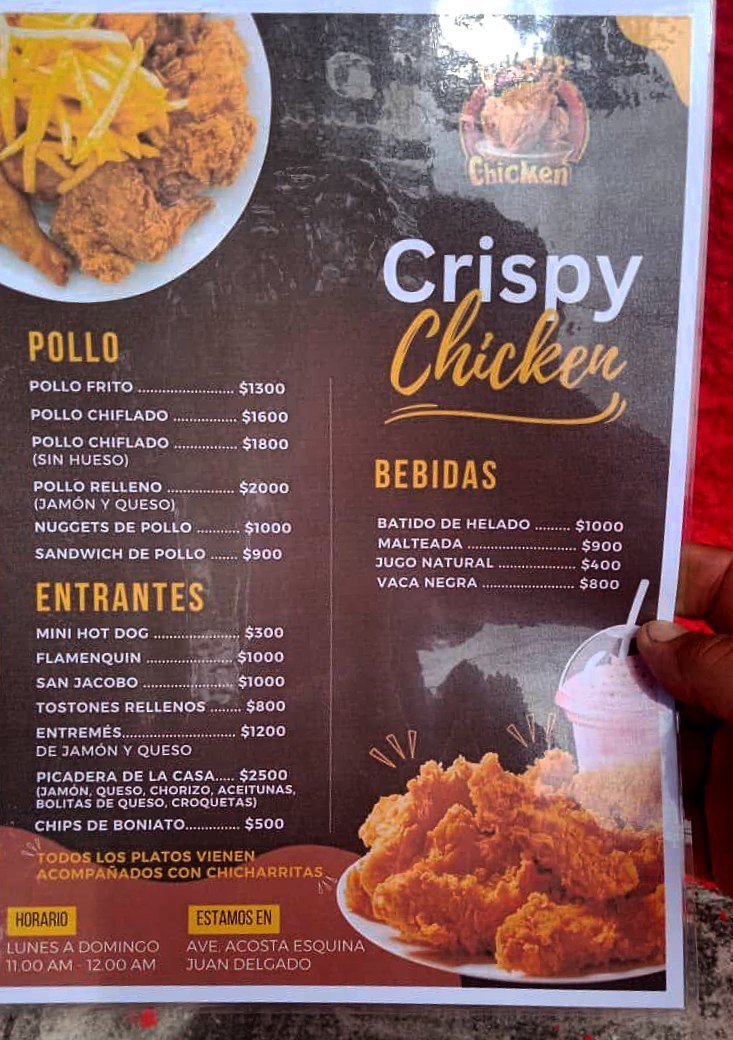 Chicken
Crispy
Chicken
POLLO
POLLO FRITO ........................ $1300
POLLO CHIFLADO ............... $1600
POLLO CHIFLADO ................ $1800
(SIN HUESO)
POLLO RELLENO ................. $2000
(JAMÓN Y QUESO)
NUGGETS DE POLLO ........... $1000
SANDWICH DE POLLO ....... $900
ENTRANTES
MINI HOT DOG ...................... $300
FLAMENQUIN .................... $1000
SAN JACOBO ...................... $1000
TOSTONES RELLENOS ........ $800
ENTREMÉS............................. $1200
DE JAMÓN Y QUESO
PICADERA DE LA CASA..... $2500
(JAMÓN, QUESO, CHORIZO, ACEITUNAS,
BOLITAS DE QUESO, CROQUETAS)
CHIPS DE BONIATO.............. $500
TODOS LOS PLATOS VIENEN
ACOMPAÑADOS CON CHICHARRITAS
BEBIDAS
BATIDO DE HELADO ......... $1000
MALTEADA ............................ $900
JUGO NATURAL .................... $400
VACA NEGRA ........................ $800
HORARIO
LUNES A DOMINGO
11.00 AM - 12.00 AM
ESTAMOS EN
AVE. ACOSTA ESQUINA
JUAN DELGADO